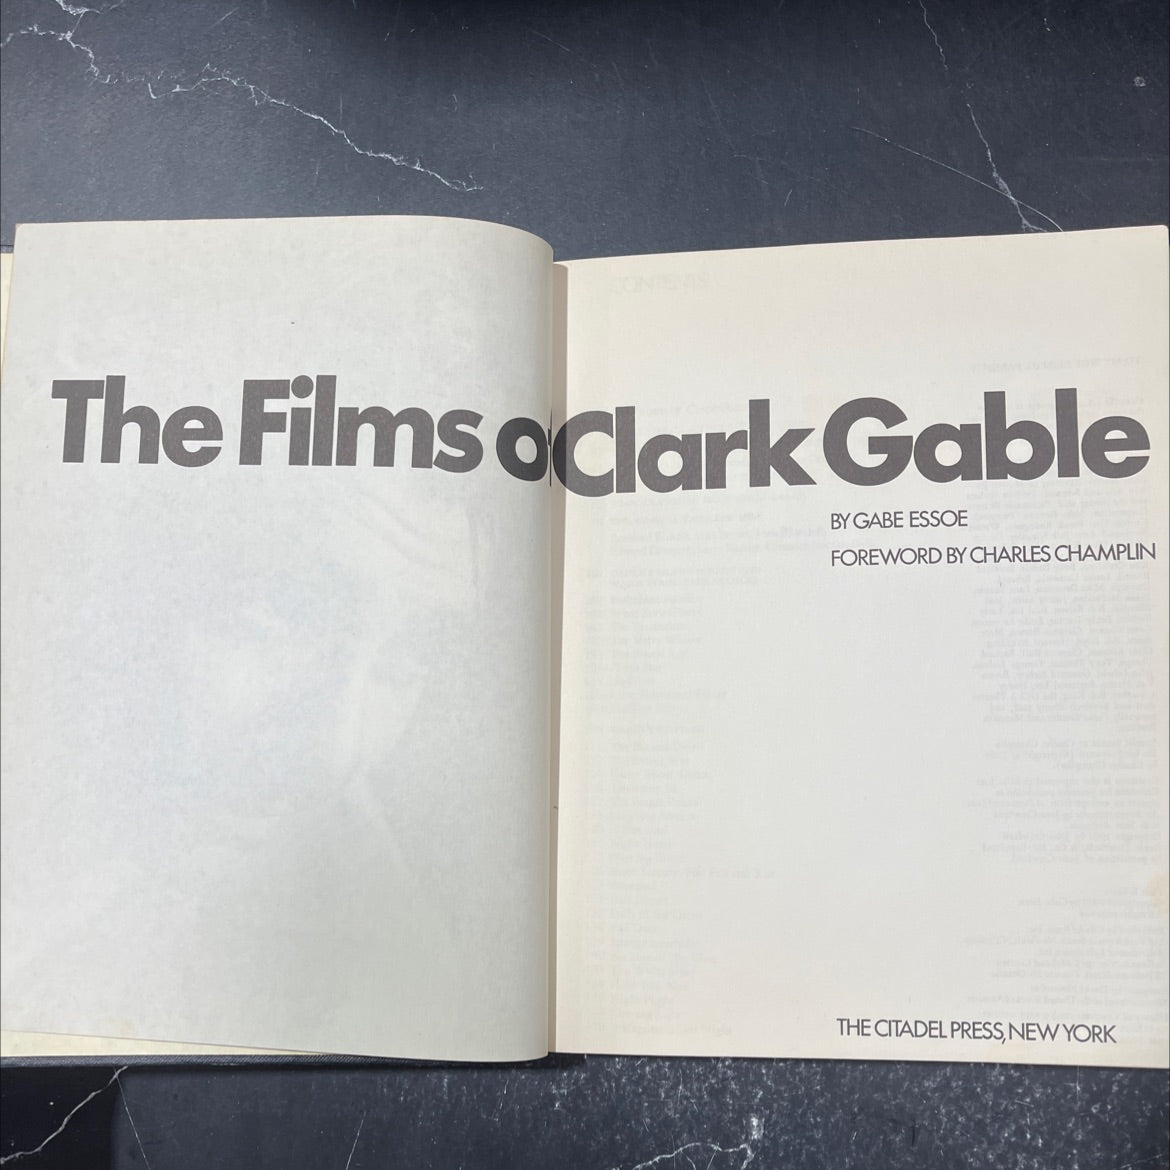 The Films of Clark Gable
BY GABE ESSOE
FOREWORD BY CHARLES CHAMPLIN
THE CITADEL PRESS, NEW YORK